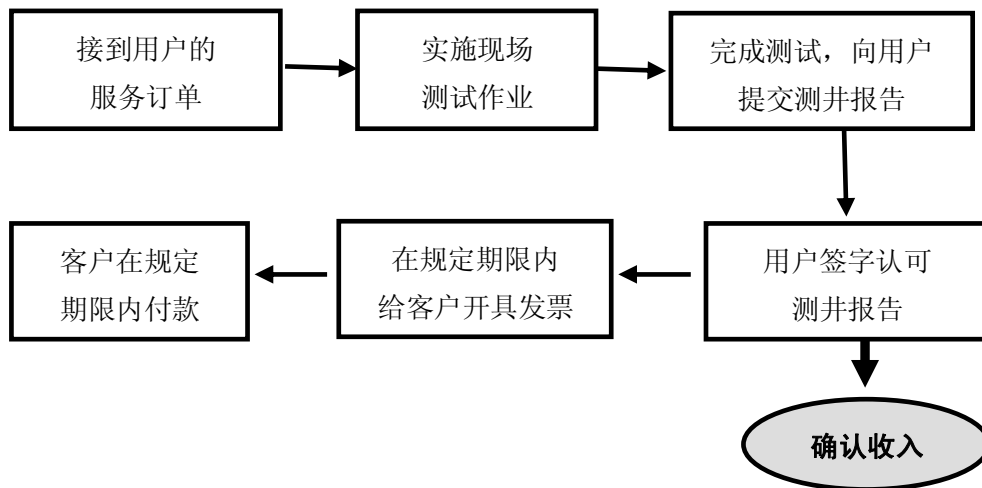 接到用户的
服务订单
实施现场
测试作业
完成测试，向用户
提交测井报告
用户签字认可
测井报告
在规定期限内
给客户开具发票
客户在规定
期限内付款
确认收入